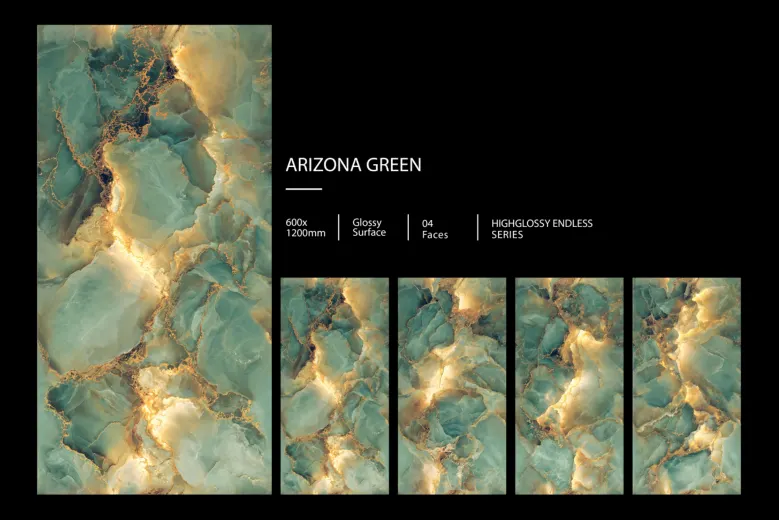 ARIZONA GREEN
600x
1200mm
Glossy
Surface
04
Faces
HIGHGLOSSY ENDLESS
SERIES